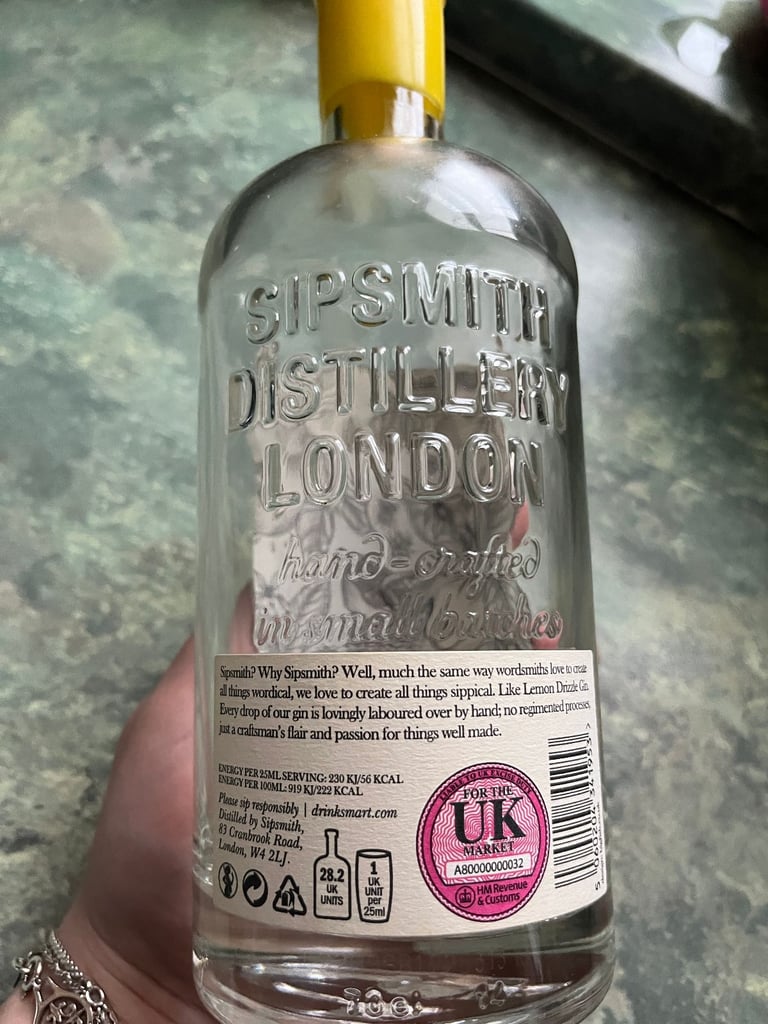 SIPSMITH
DISTILLERY
LONDON
hand-crafted
in small batches
Sipsmith? Why Sipsmith? Well, much the same way wordsmiths love to create
all things wordical, we love to create all things sippical. Like Lemon Drizzle Gin.
Every drop of our gin is lovingly laboured over by hand; no regimented processes,
just a craftsman's flair and passion for things well made.
ENERGY PER 25ML SERVING: 230 KJ/56 KCAL
ENERGY PER 100ML: 919 KJ/222 KCAL
Please sip responsibly | drinksmart.com
Distilled by Sipsmith,
83 Cranbrook Road,
London, W4 2LJ.
28.2
UK
UNITS
1
UK
UNIT
per
25ml
LIABLE TO UK EXCISE DUTY
FOR THE
UK
MARKET
A80000000032
HM Revenue
& Customs